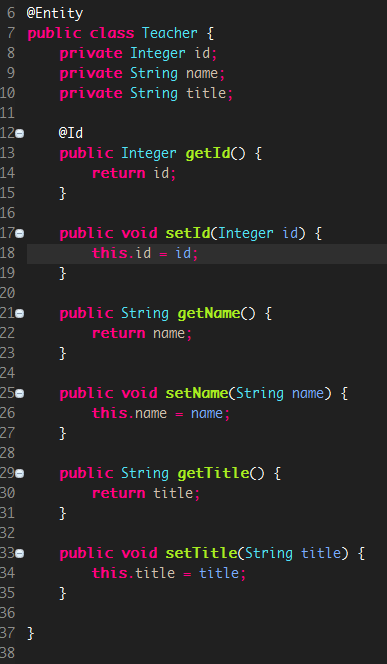 6 @Entity
7 public class Teacher {
8     private Integer id;
9     private String name;
10     private String title;
11
12     @Id
13     public Integer getId() {
14         return id;
15     }
16
17     public void setId(Integer id) {
18         this.id = id;
19     }
20
21     public String getName() {
22         return name;
23     }
24
25     public void setName(String name) {
26         this.name = name;
27     }
28
29     public String getTitle() {
30         return title;
31     }
32
33     public void setTitle(String title) {
34         this.title = title;
35     }
36
37 }
38